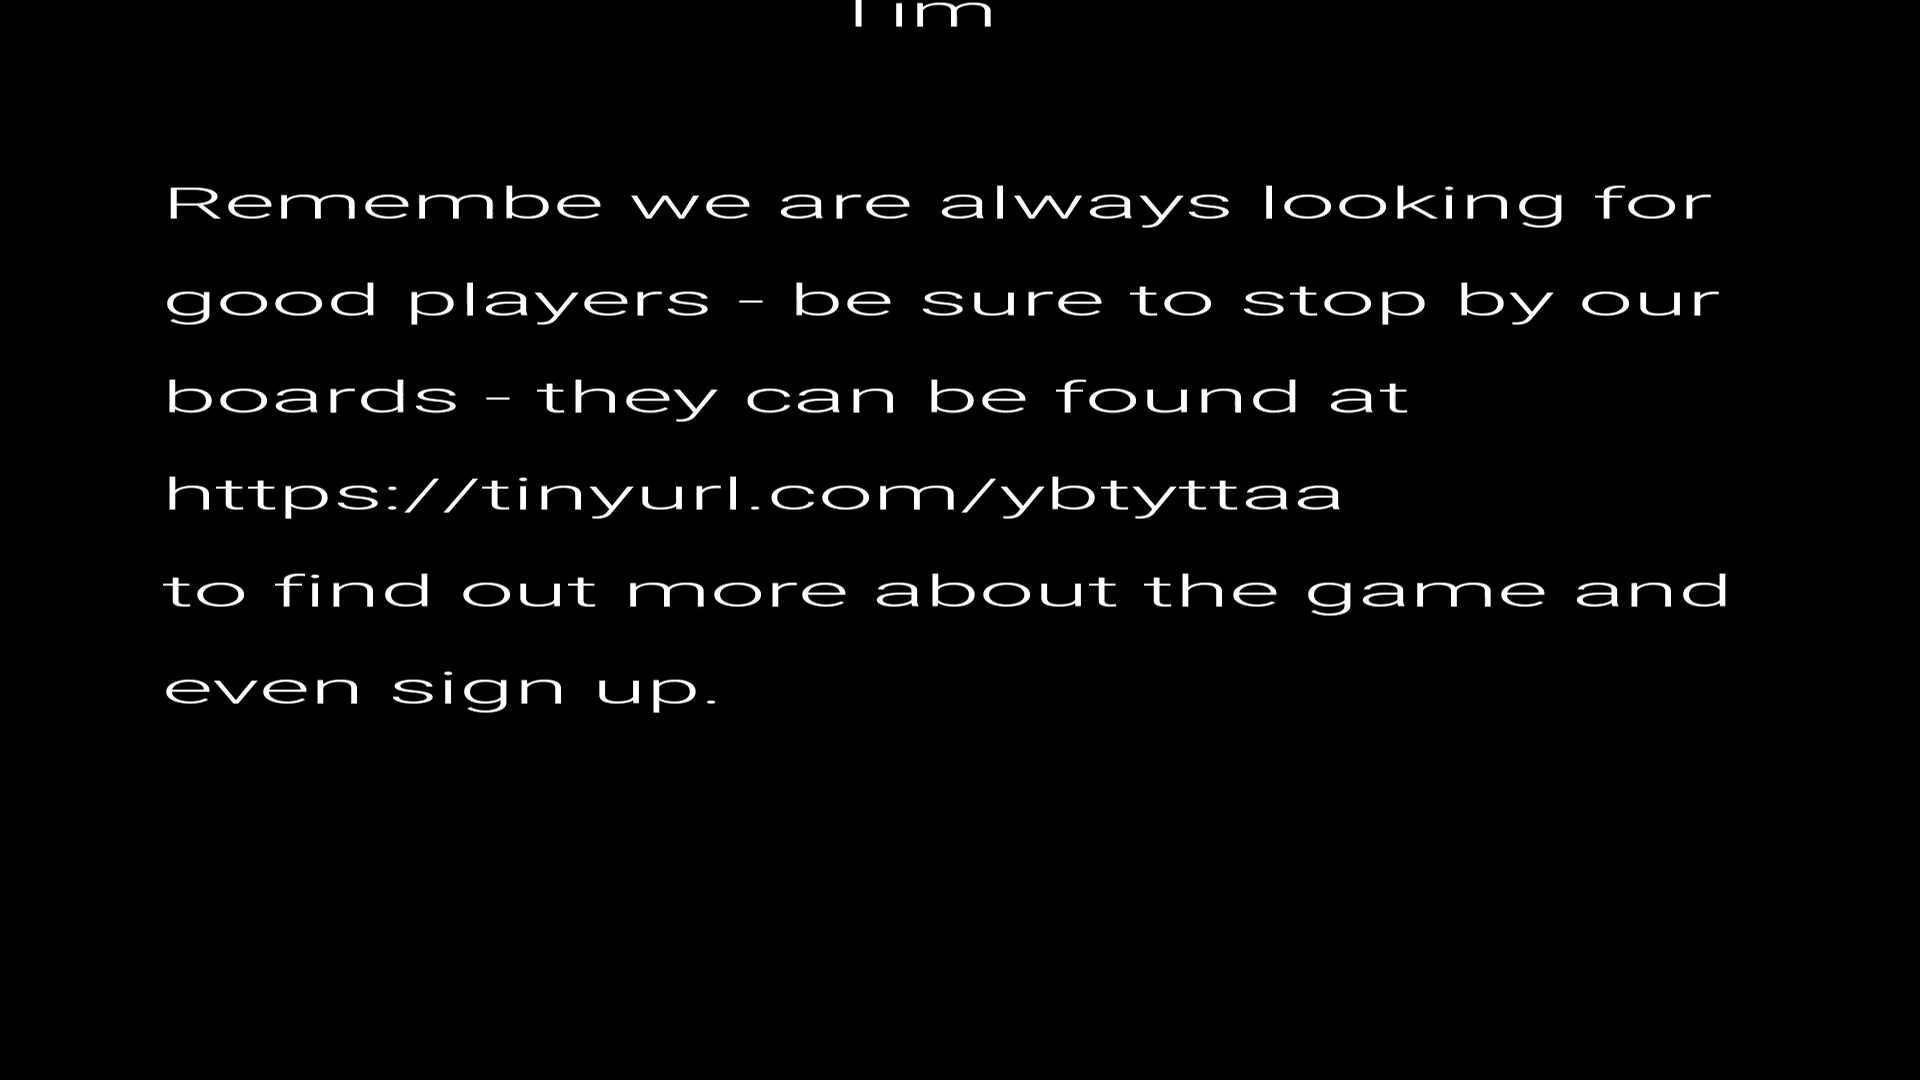 Tim
Remembe we are always looking for
good players - be sure to stop by our
boards - they can be found at
https://tinyurl.com/ybtyttaa
to find out more about the game and
even sign up.